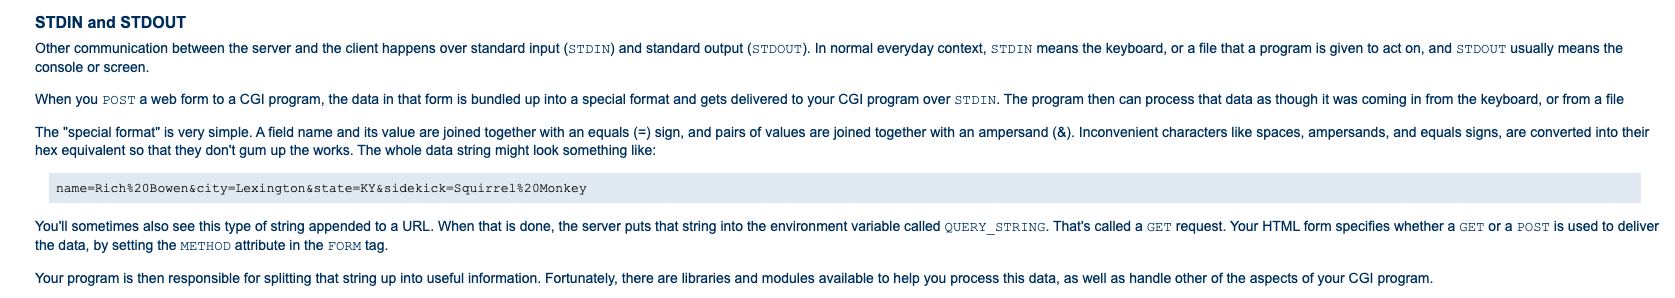 STDIN and STDOUT
Other communication between the server and the client happens over standard input (STDIN) and standard output (STDOUT). In normal everyday context, STDIN means the keyboard, or a file that a program is given to act on, and STDOUT usually means the
console or screen.
When you POST a web form to a CGI program, the data in that form is bundled up into a special format and gets delivered to your CGI program over STDIN. The program then can process that data as though it was coming in from the keyboard, or from a file
The "special format" is very simple. A field name and its value are joined together with an equals (=) sign, and pairs of values are joined together with an ampersand (&). Inconvenient characters like spaces, ampersands, and equals signs, are converted into their
hex equivalent so that they don't gum up the works. The whole data string might look something like:
name=Rich%20Bowen&city=Lexington&state=KY&sidekick=Squirrel%20Monkey
You'll sometimes also see this type of string appended to a URL. When that is done, the server puts that string into the environment variable called QUERY_STRING. That's called a GET request. Your HTML form specifies whether a GET or a POST is used to deliver
the data, by setting the METHOD attribute in the FORM tag.
Your program is then responsible for splitting that string up into useful information. Fortunately, there are libraries and modules available to help you process this data, as well as handle other of the aspects of your CGI program.